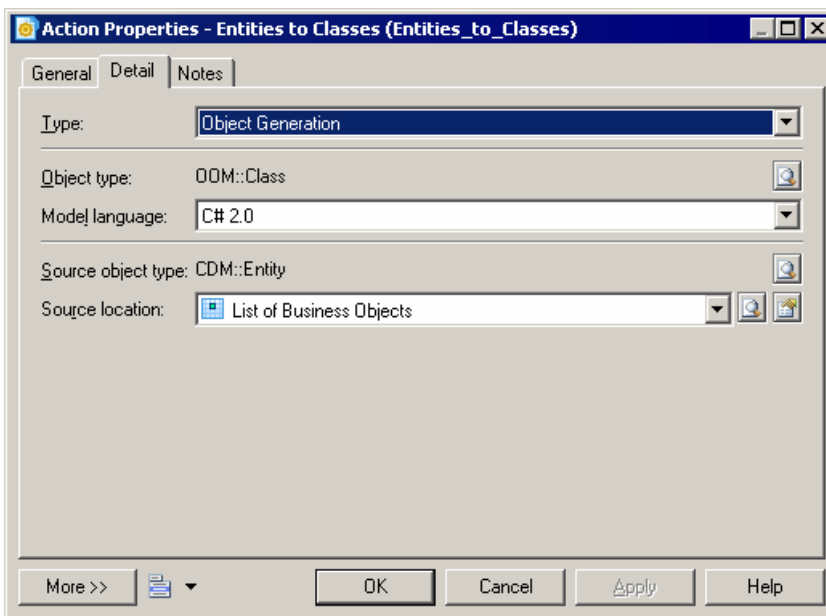 Action Properties - Entities to Classes (Entities_to_Classes)
General Detail Notes
Type: Object Generation
Object type: OOM::Class
Model language: C# 2.0
Source object type: CDM::Entity
Source location: List of Business Objects
More >> OK Cancel Apply Help